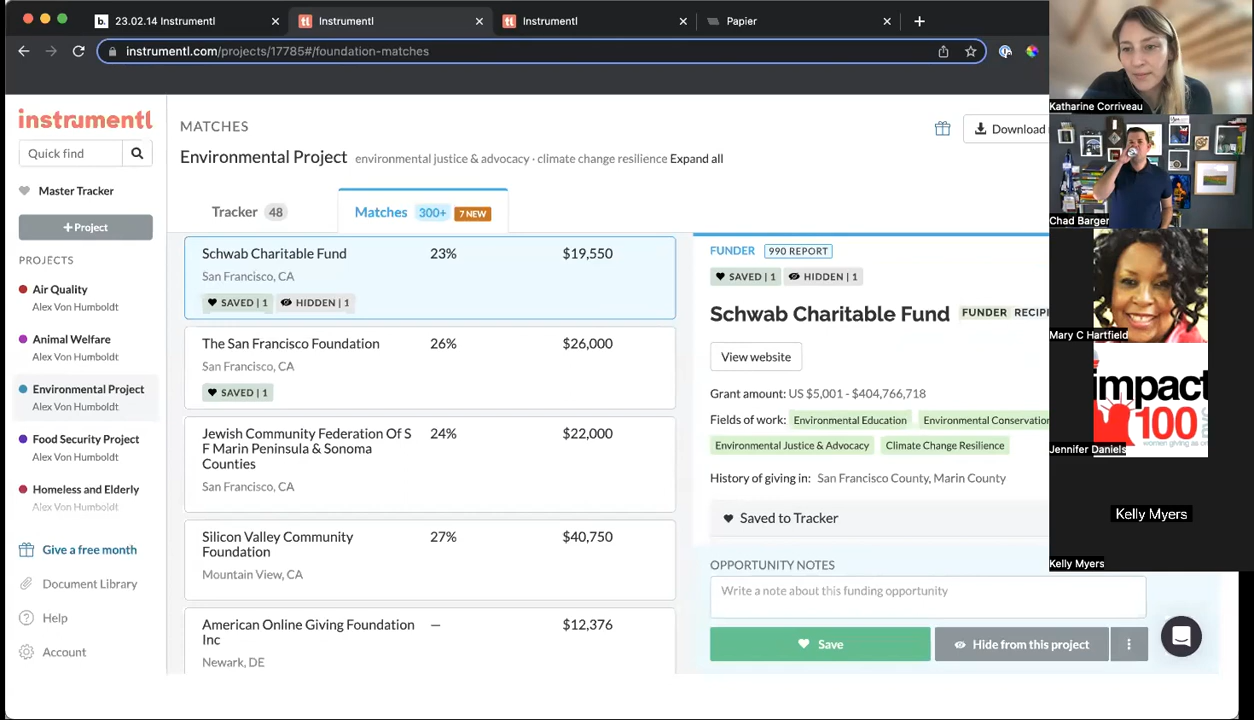 23.02.14 Instrumentl
Instrumentl
Instrumentl
Papier
instrumentl.com/projects/17785#/foundation-matches
instrumentl
Quick find
Master Tracker
+Project
PROJECTS
Air Quality
Alex Von Humboldt
Animal Welfare
Alex Von Humboldt
Environmental Project
Alex Von Humboldt
Food Security Project
Alex Von Humboldt
Homeless and Elderly
Alex Von Humboldt
Give a free month
Document Library
Help
Account
MATCHES
Download
Environmental Project environmental justice & advocacy · climate change resilience Expand all
Tracker 48
Matches 300+ 7 NEW
Schwab Charitable Fund 23% $19,550
San Francisco, CA
SAVED | 1 HIDDEN | 1
The San Francisco Foundation 26% $26,000
San Francisco, CA
SAVED | 1
Jewish Community Federation Of S 24% $22,000
F Marin Peninsula & Sonoma
Counties
San Francisco, CA
Silicon Valley Community 27% $40,750
Foundation
Mountain View, CA
American Online Giving Foundation — $12,376
Inc
Newark, DE
FUNDER 990 REPORT
SAVED | 1 HIDDEN | 1
Schwab Charitable Fund FUNDER RECIPI
View website
Grant amount: US $5,001 - $404,766,718
Fields of work: Environmental Education Environmental Conservation
Environmental Justice & Advocacy Climate Change Resilience
History of giving in: San Francisco County, Marin County
Saved to Tracker
OPPORTUNITY NOTES
Write a note about this funding opportunity
Save
Hide from this project
Katharine Corriveau
Chad Barger
Mary C Hartfield
impact
100
Jennifer Daniels
Kelly Myers
Kelly Myers